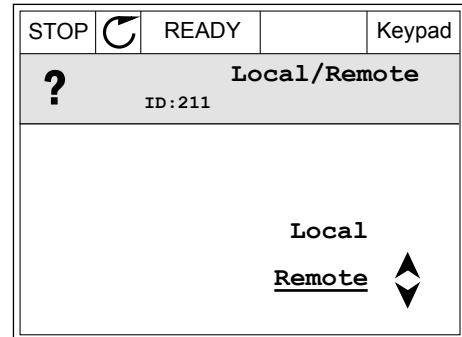 STOP READY Keypad
? Local/Remote
ID:211
Local
Remote